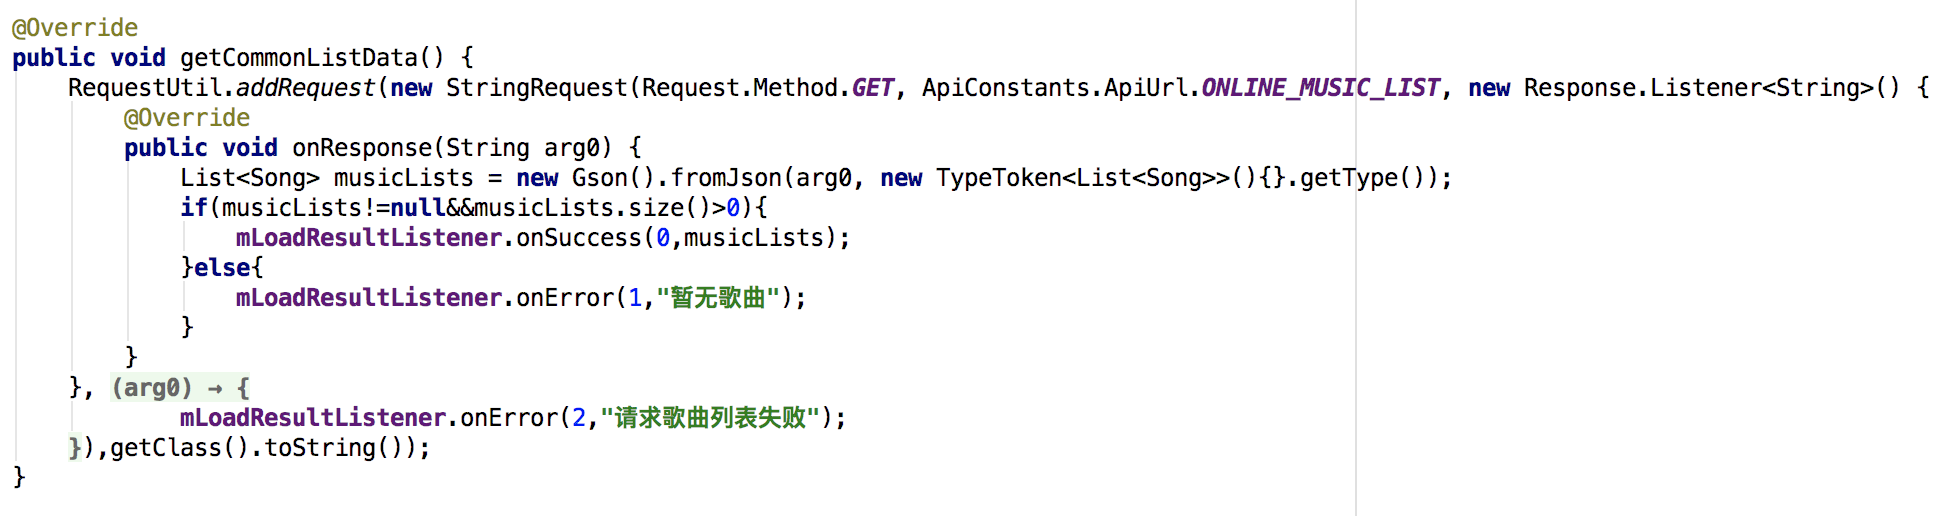 @Override
public void getCommonListData() {
    RequestUtil.addRequest(new StringRequest(Request.Method.GET, ApiConstants.ApiUrl.ONLINE_MUSIC_LIST, new Response.Listener<String>() {
        @Override
        public void onResponse(String arg0) {
            List<Song> musicLists = new Gson().fromJson(arg0, new TypeToken<List<Song>>(){}.getType());
            if(musicLists!=null&&musicLists.size()>0){
                mLoadResultListener.onSuccess(0,musicLists);
            }else{
                mLoadResultListener.onError(1,"暂无歌曲");
            }
        }
    }, (arg0) → {
            mLoadResultListener.onError(2,"请求歌曲列表失败");
    }),getClass().toString());
}